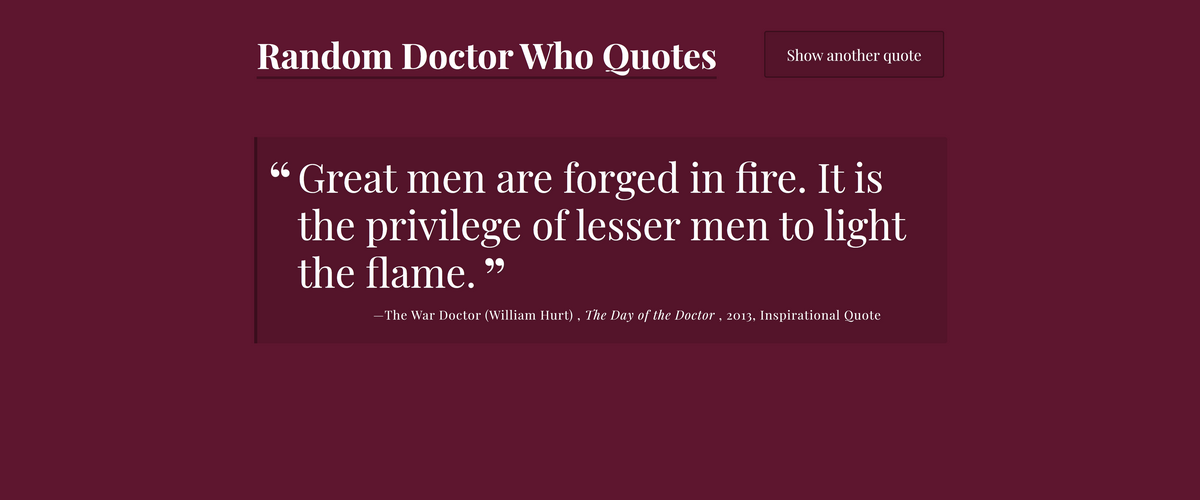 Random Doctor Who Quotes
Show another quote
“ Great men are forged in fire. It is
the privilege of lesser men to light
the flame. ”
—The War Doctor (William Hurt) , The Day of the Doctor , 2013, Inspirational Quote